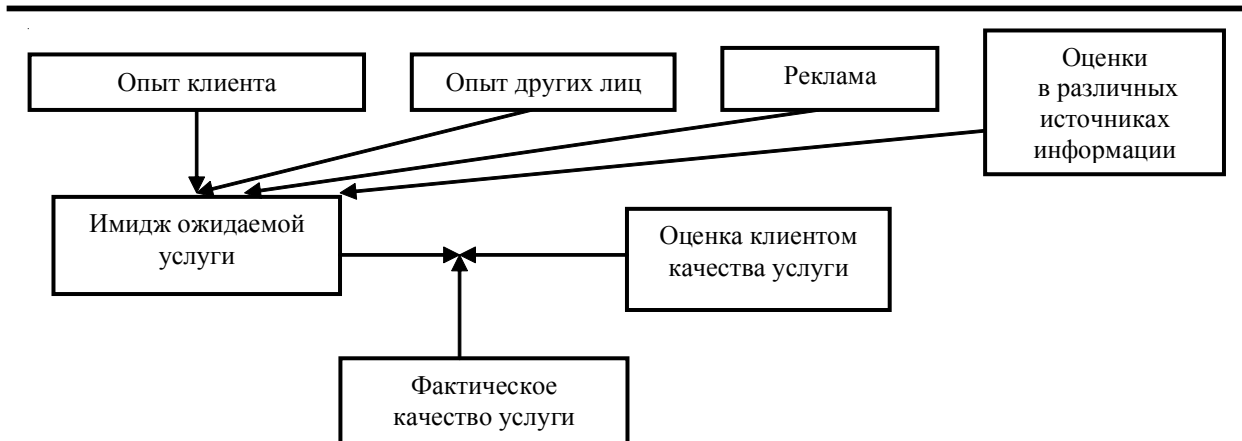 Опыт клиента
Опыт других лиц
Реклама
Оценки
в различных
источниках
информации
Имидж ожидаемой
услуги
Оценка клиентом
качества услуги
Фактическое
качество услуги